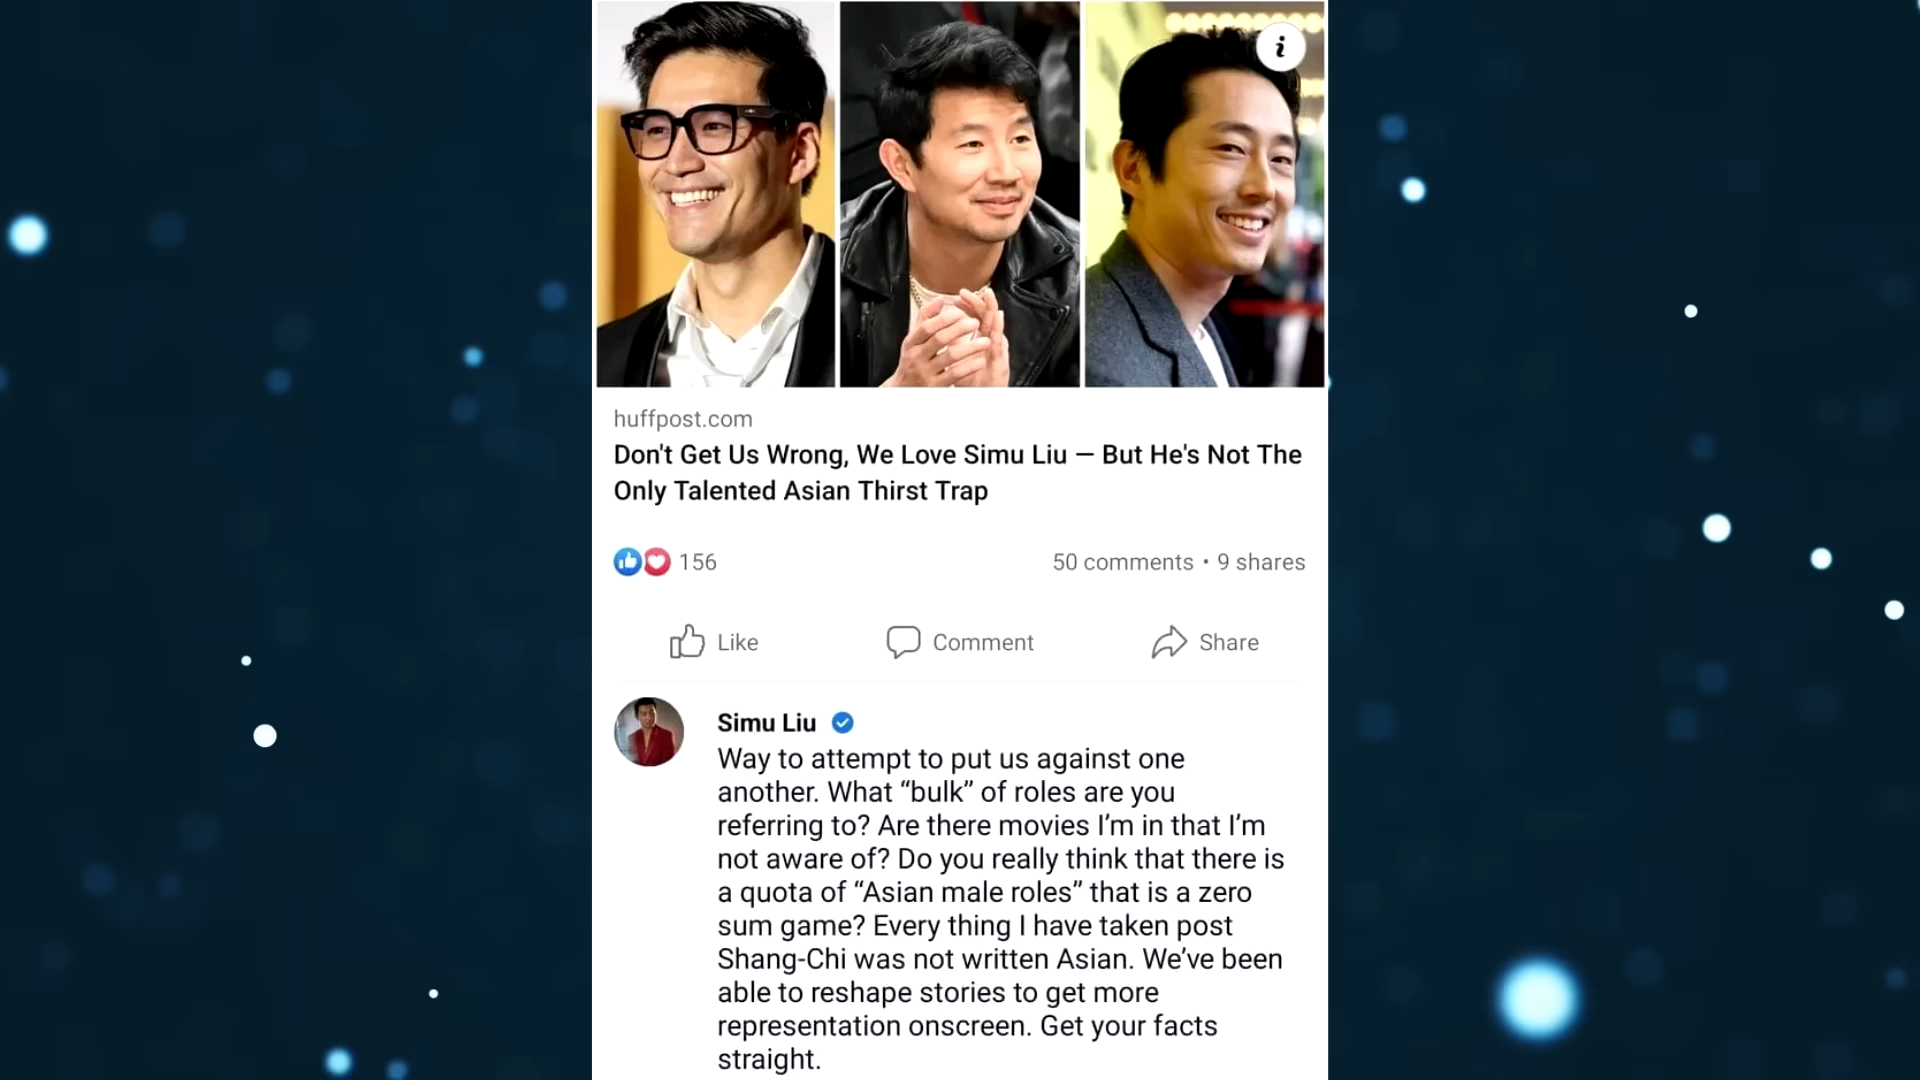 huffpost.com
Don't Get Us Wrong, We Love Simu Liu — But He's Not The
Only Talented Asian Thirst Trap
156
50 comments • 9 shares
Like
Comment
Share
Simu Liu
Way to attempt to put us against one
another. What “bulk” of roles are you
referring to? Are there movies I’m in that I’m
not aware of? Do you really think that there is
a quota of “Asian male roles” that is a zero
sum game? Every thing I have taken post
Shang-Chi was not written Asian. We’ve been
able to reshape stories to get more
representation onscreen. Get your facts
straight.